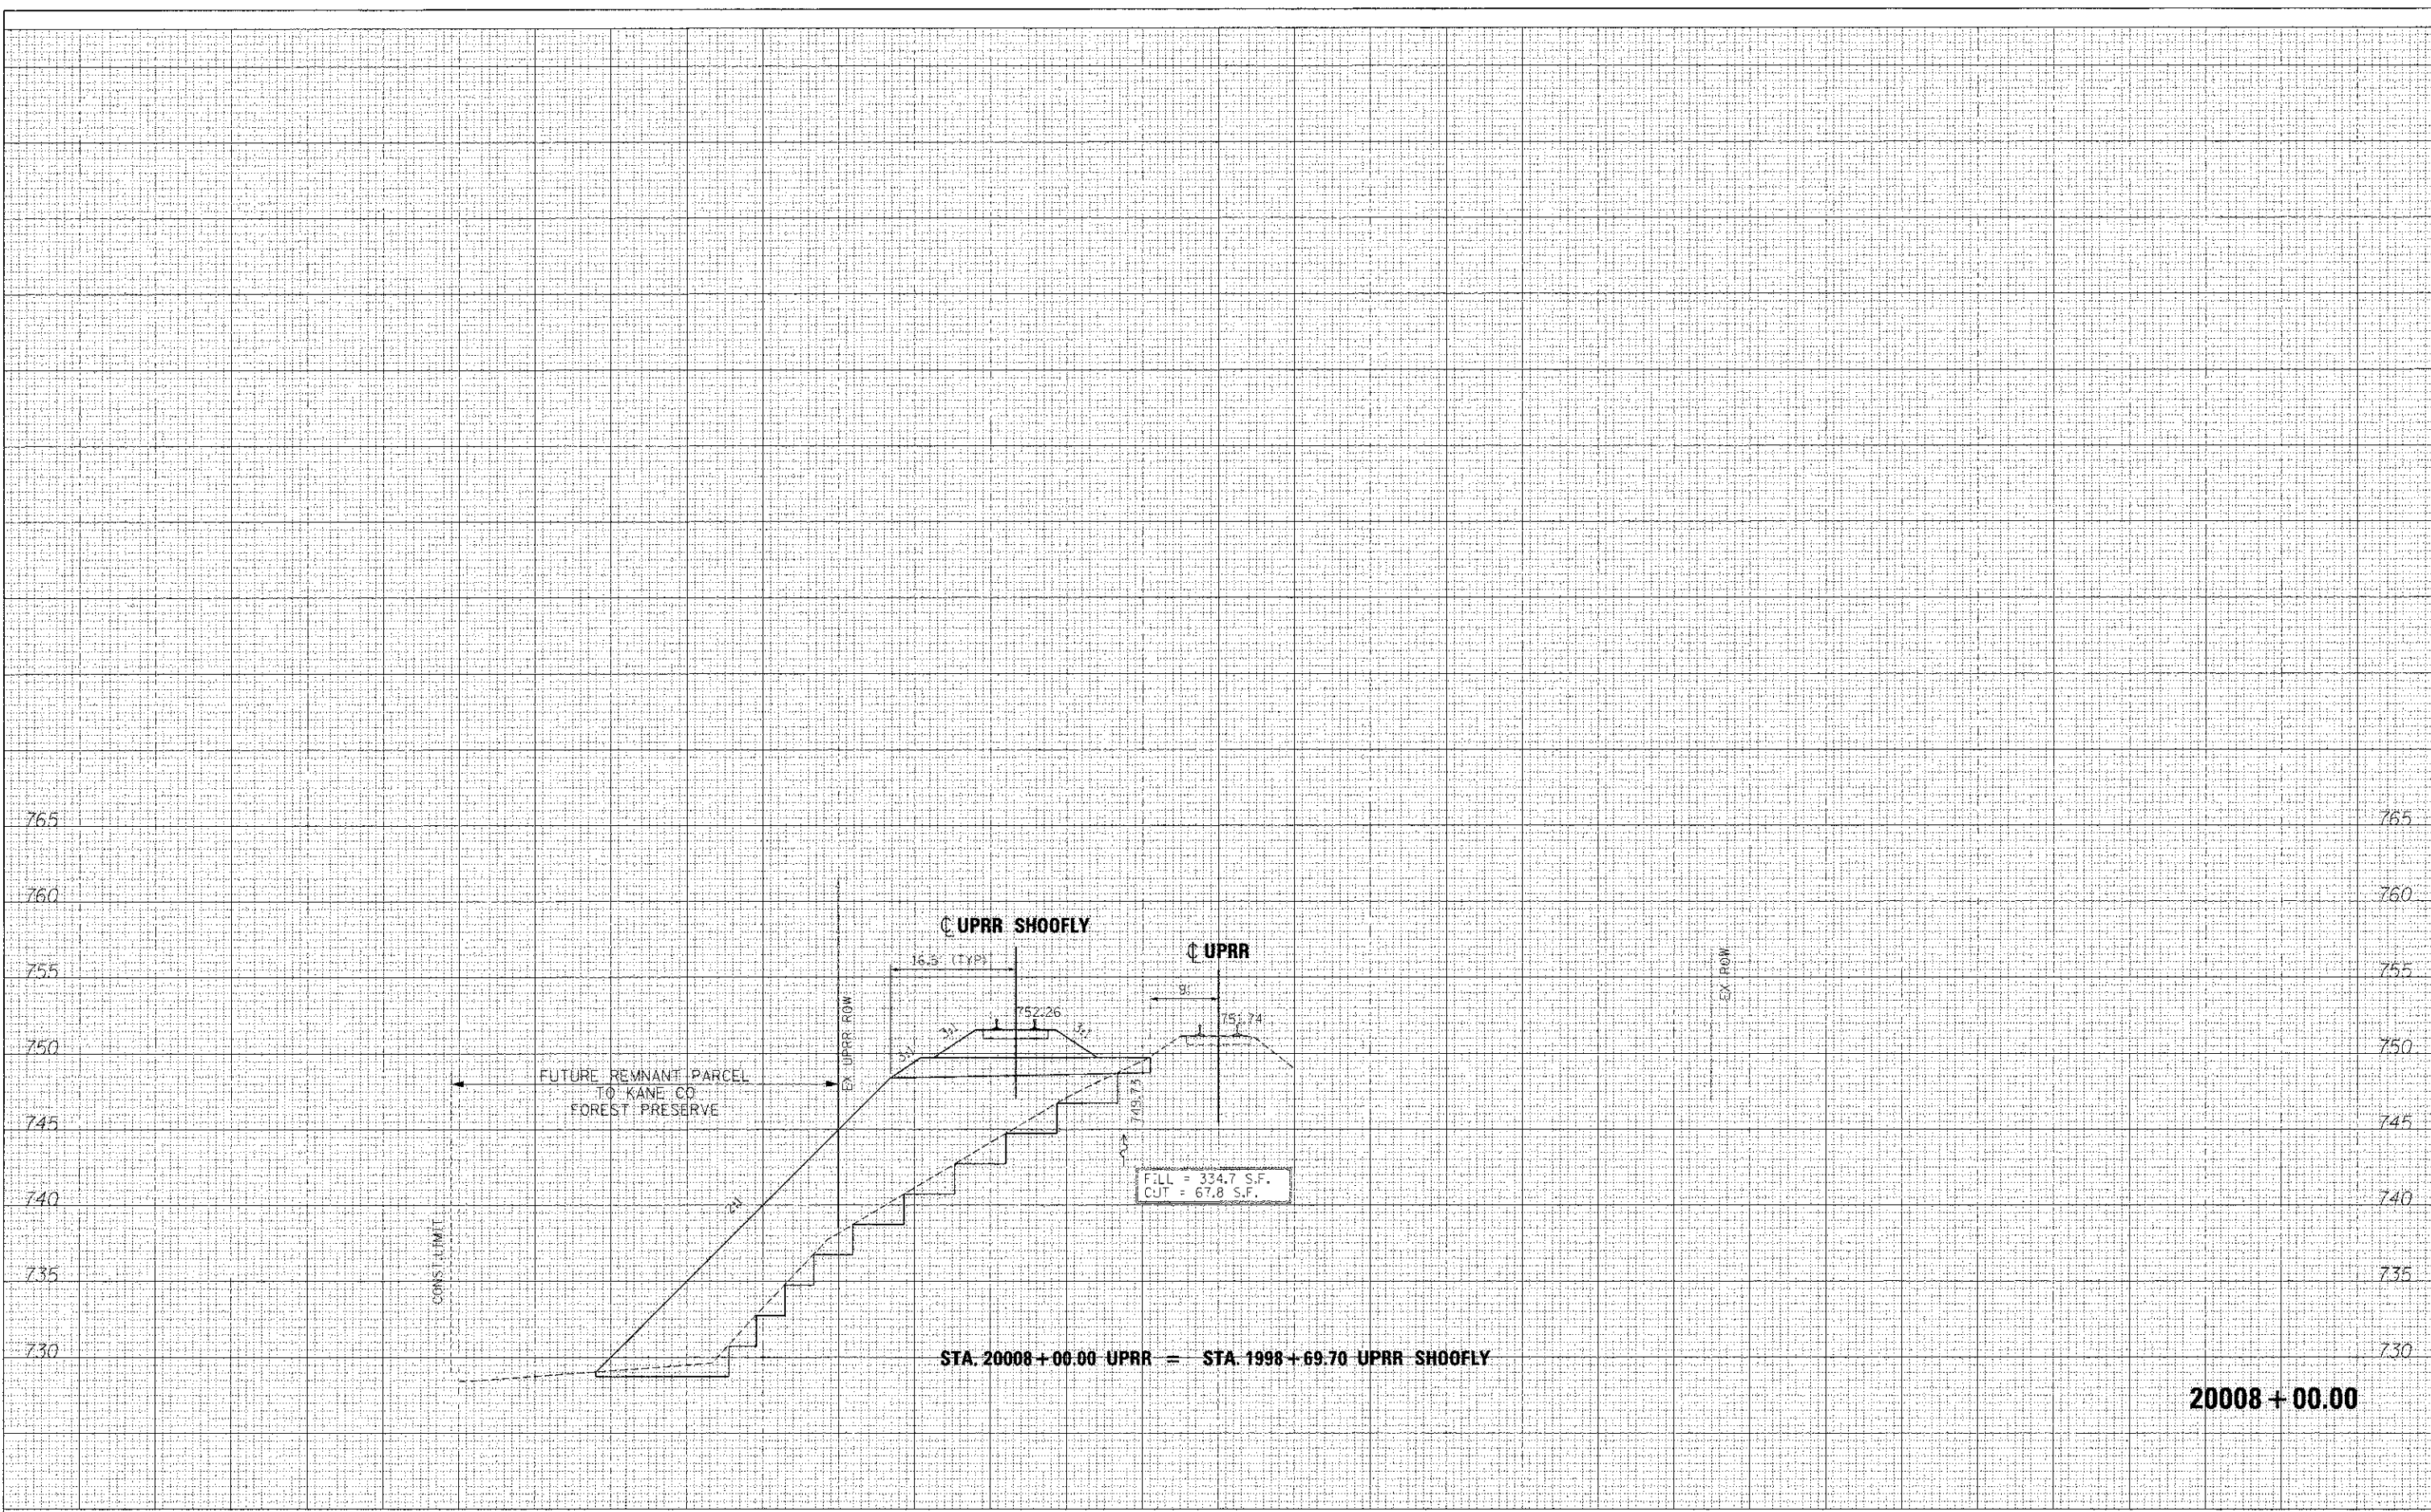 765 765
760 760
℄ UPRR SHOOFLY
℄ UPRR
16.5' (TYP)
755 755
EX ROW
9'
752.26
751.74
3:1 3:1
3:1
750 750
EX UPRR ROW
FUTURE REMNANT PARCEL
TO KANE CO
FOREST PRESERVE
749.73
745 745
FILL = 334.7 S.F.
CUT = 67.8 S.F.
2:1
740 740
CONST. LIMIT
735 735
730 730
STA. 20008+00.00 UPRR = STA. 1998+69.70 UPRR SHOOFLY
20008+00.00